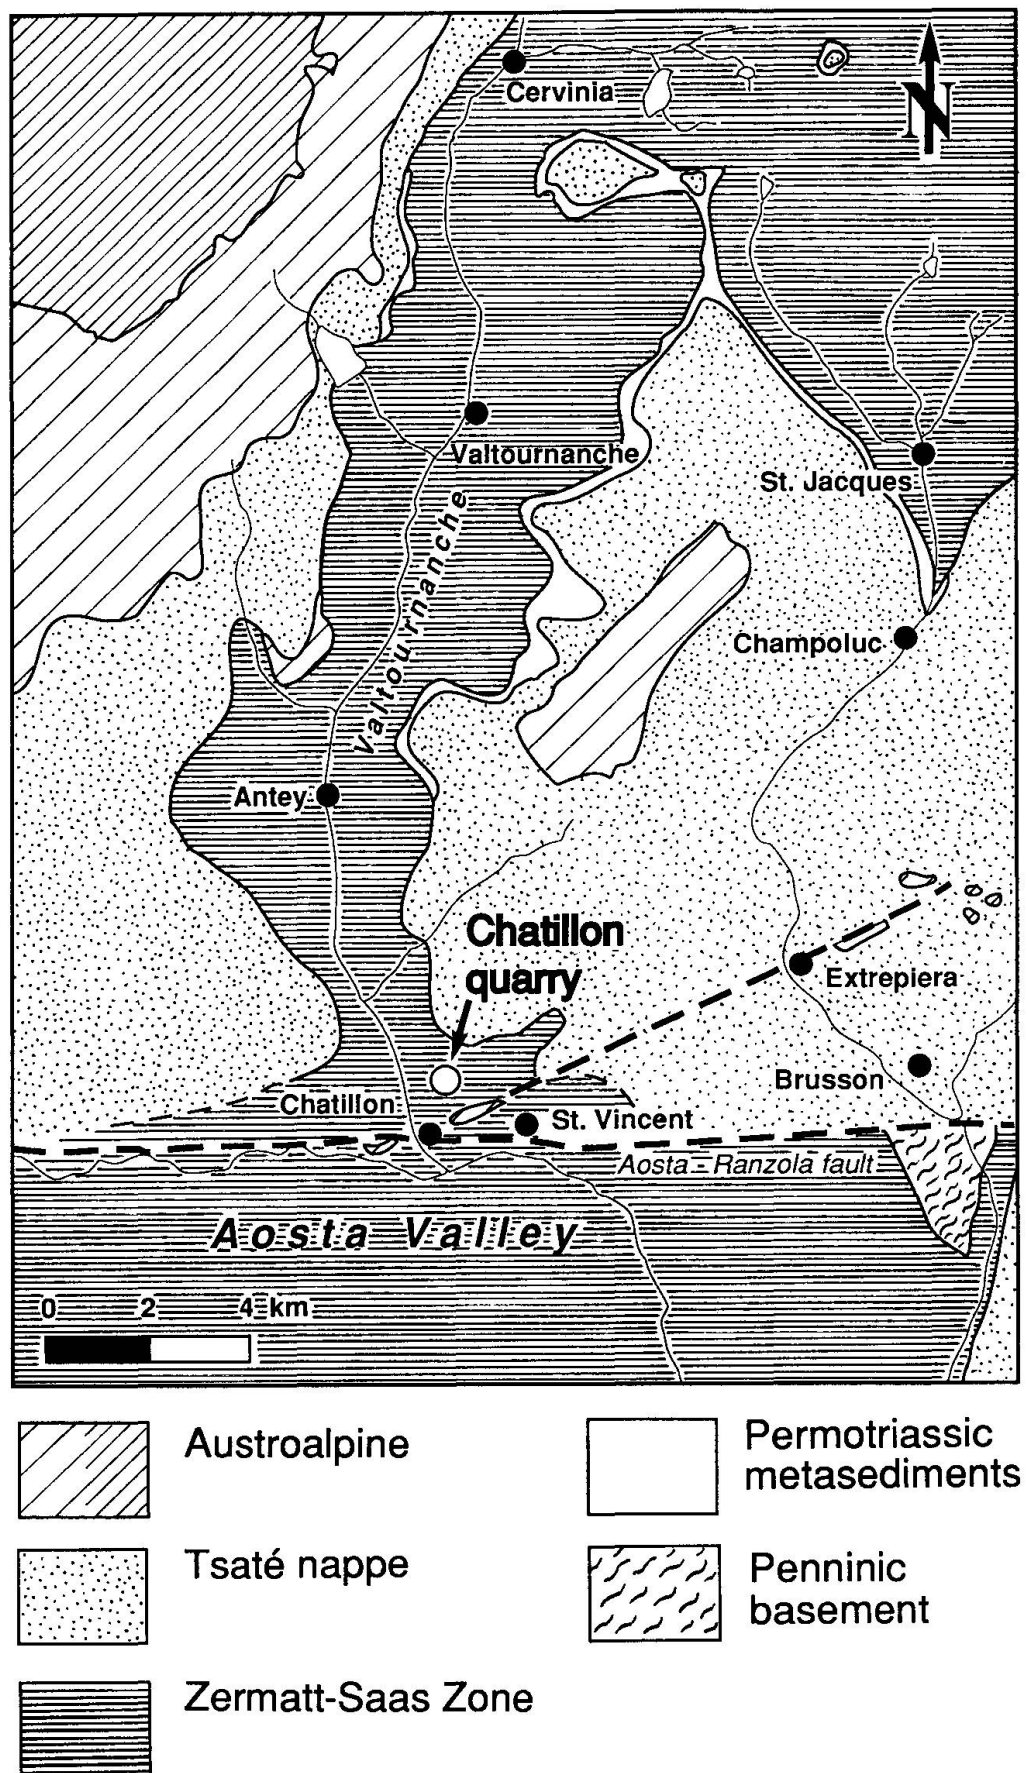 Cervinia
N
Valtournanche
St. Jacques
Valtournanche
Champoluc
Antey
Chatillon
quarry
Extrepiera
Brusson
Chatillon
St. Vincent
Aosta - Ranzola fault
Aosta Valley
0 2 4 km
Austroalpine
Permotriassic
metasediments
Tsaté nappe
Penninic
basement
Zermatt-Saas Zone